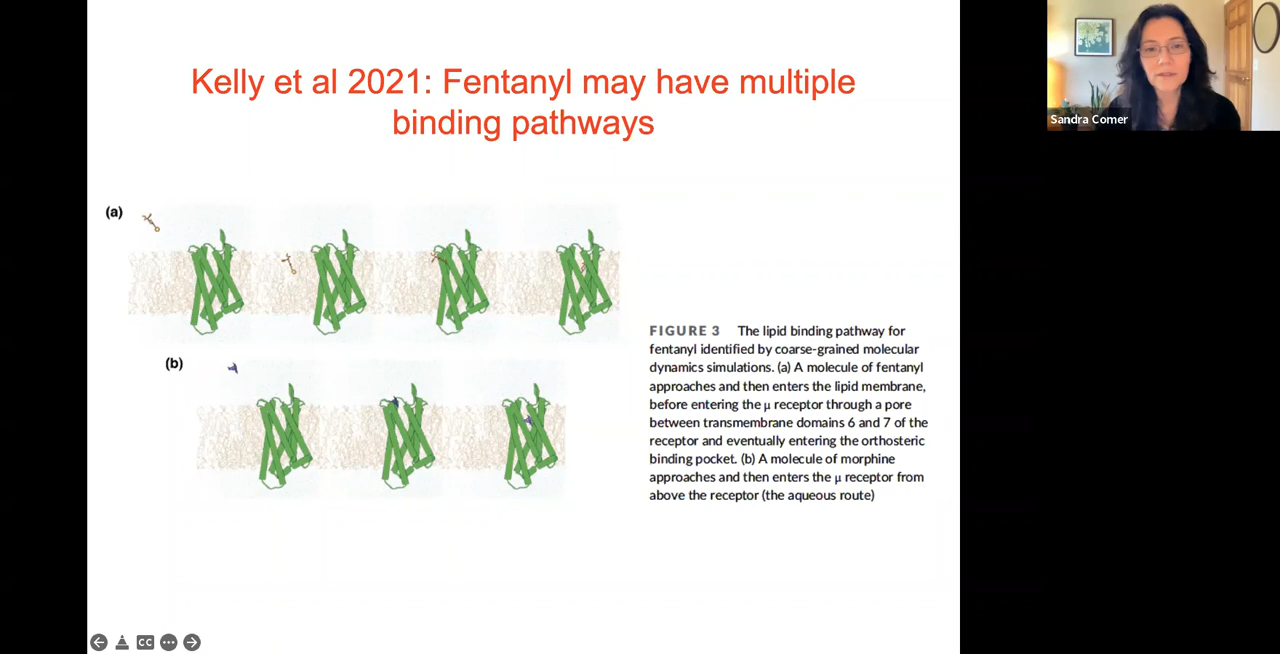 Kelly et al 2021: Fentanyl may have multiple
binding pathways
(a)
(b)
FIGURE 3 The lipid binding pathway for
fentanyl identified by coarse-grained molecular
dynamics simulations. (a) A molecule of fentanyl
approaches and then enters the lipid membrane,
before entering the μ receptor through a pore
between transmembrane domains 6 and 7 of the
receptor and eventually entering the orthosteric
binding pocket. (b) A molecule of morphine
approaches and then enters the μ receptor from
above the receptor (the aqueous route)
Sandra Comer
CC